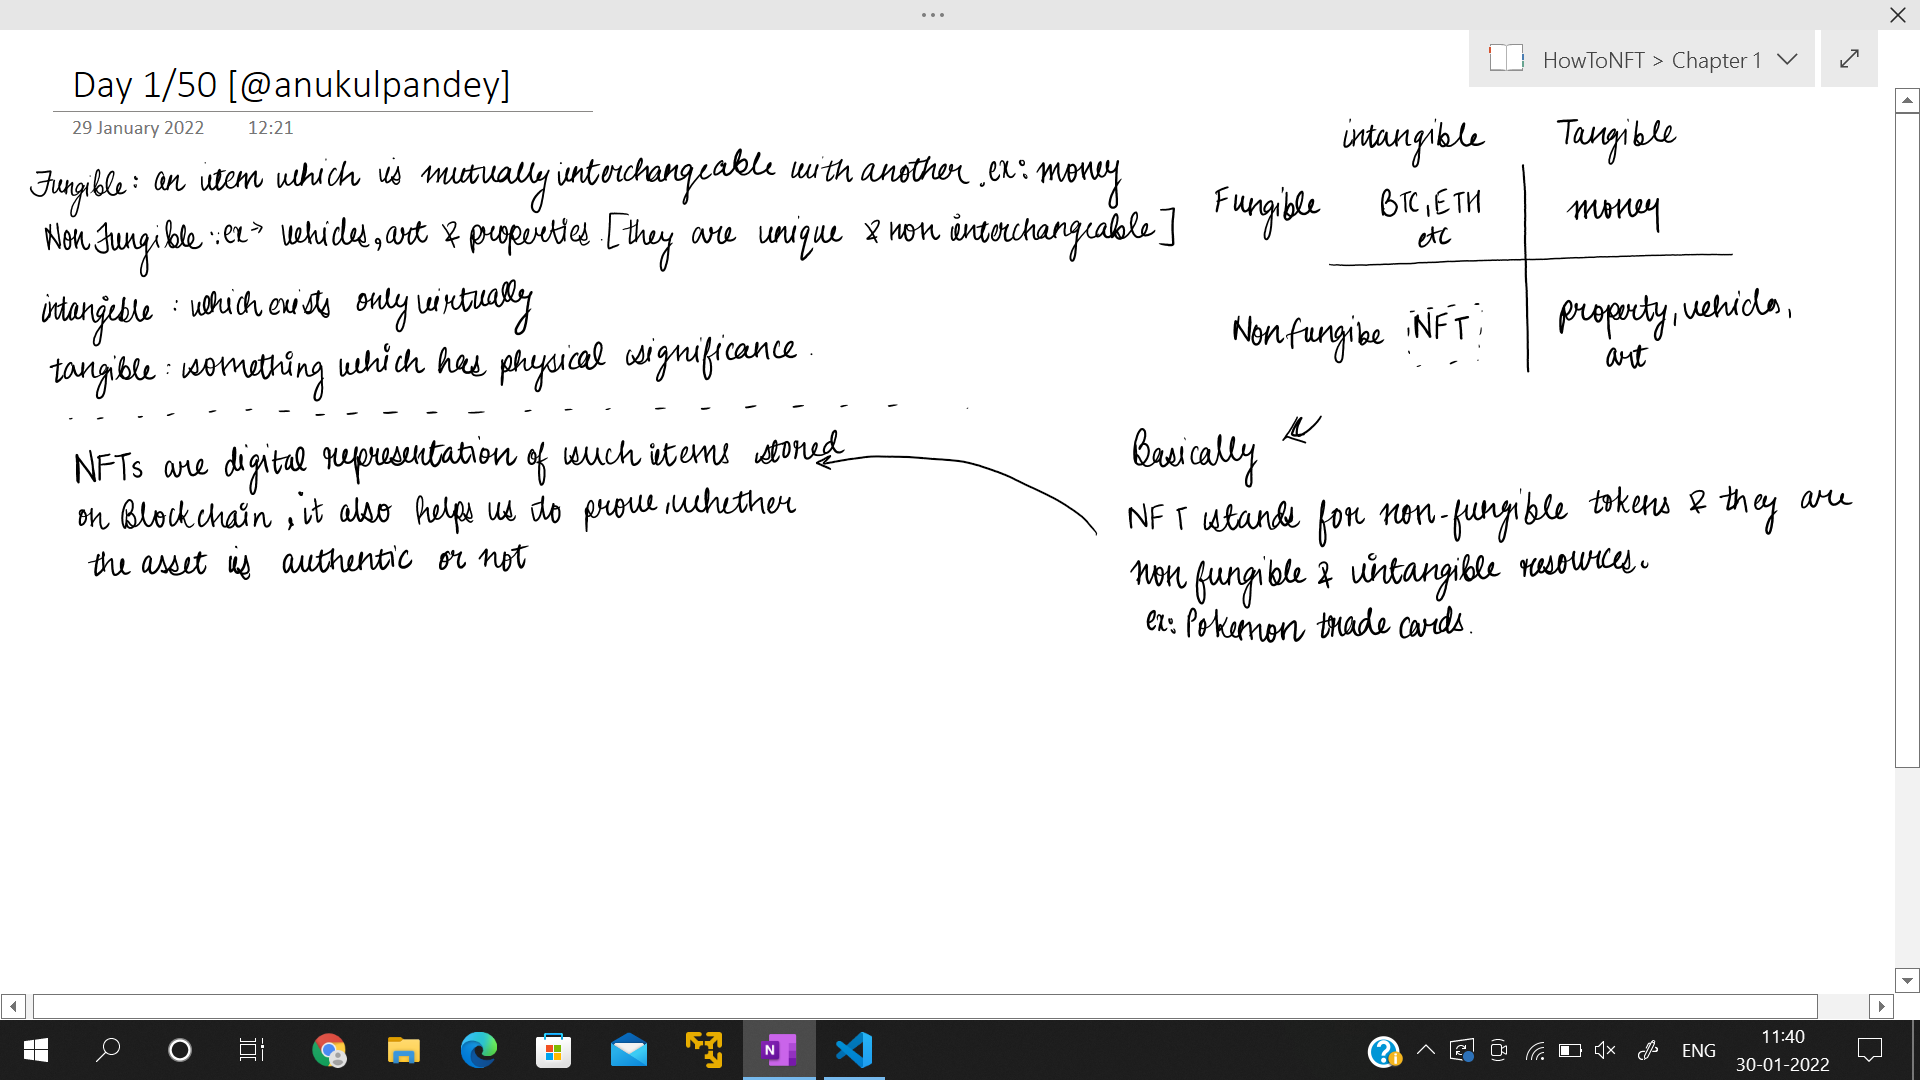 HowToNFT > Chapter 1
Day 1/50 [@anukulpandey]
29 January 2022 12:21
Fungible: an item which is mutually interchangeable with another. ex: money
Non Fungible: ex> vehicles, art & properties. [they are unique & non interchangeable]
intangible : which exists only virtually
tangible : something which has physical significance.
intangible Tangible
Fungible BTC, ETH etc money
Non fungibe NFT property, vehicles, art
NFTs are digital representation of such items stored
on Blockchain, it also helps us to prove, whether
the asset is authentic or not
Basically
NFT stands for non-fungible tokens & they are
non fungible & intangible resources.
ex: Pokemon trade cards.
N
ENG
11:40
30-01-2022